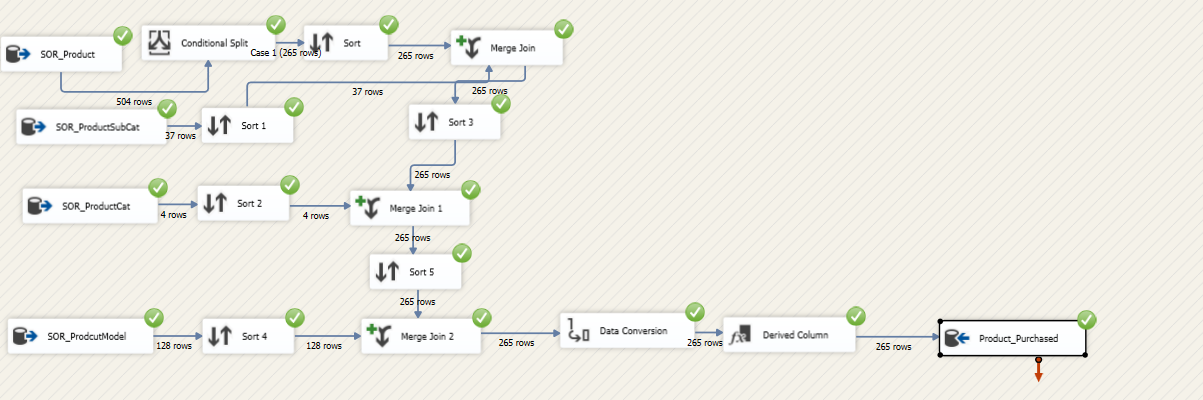 SOR_Product
Conditional Split
Case 1 (265 rows)
Sort
265 rows
Merge Join
504 rows
37 rows
265 rows
SOR_ProductSubCat
37 rows
Sort 1
Sort 3
265 rows
SOR_ProductCat
4 rows
Sort 2
4 rows
Merge Join 1
265 rows
Sort 5
265 rows
SOR_ProdcutModel
128 rows
Sort 4
128 rows
Merge Join 2
265 rows
Data Conversion
265 rows
fx
Derived Column
265 rows
Product_Purchased